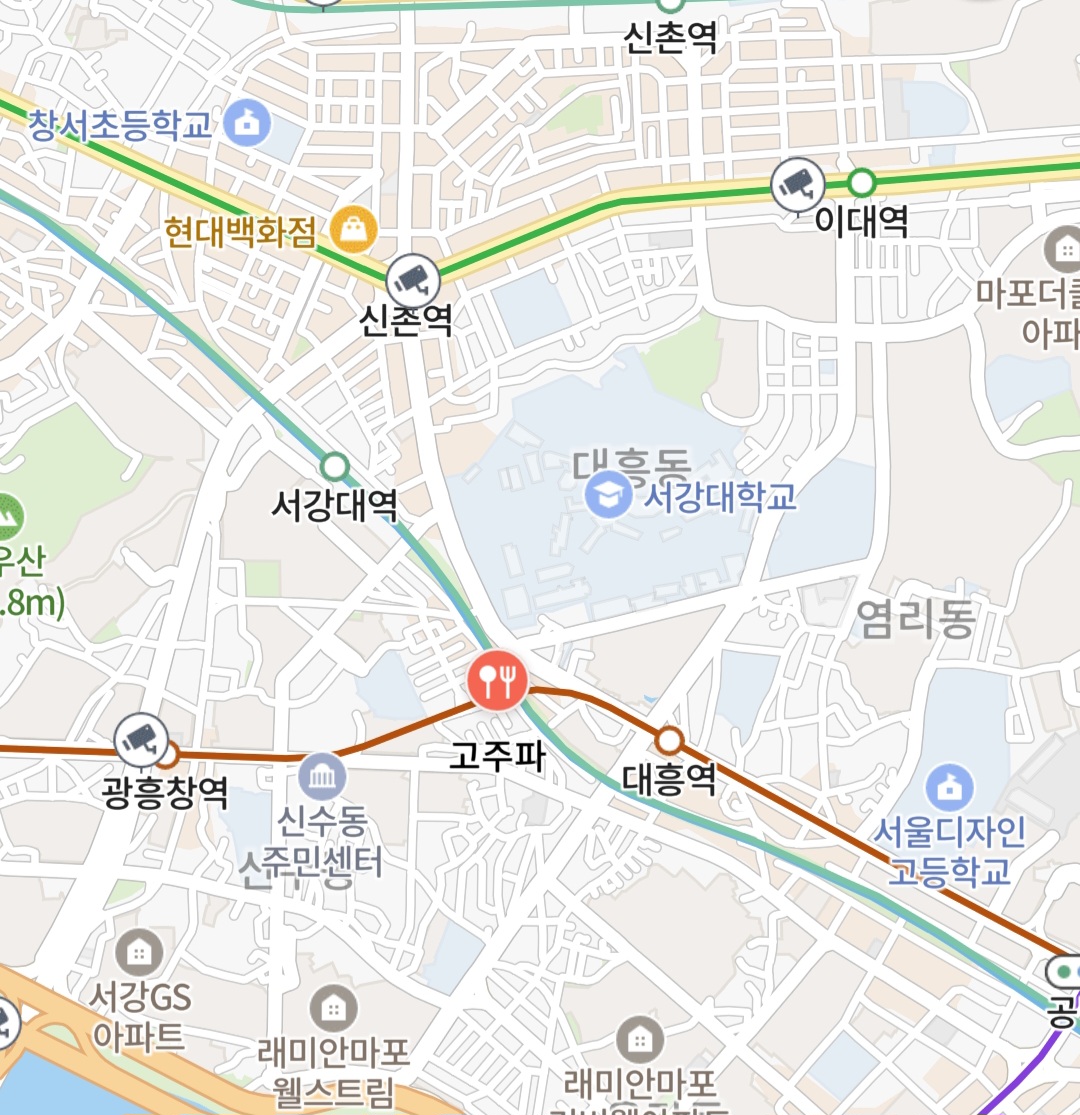 신촌역
창서초등학교
현대백화점
이대역
마포더클
아파
신촌역
대흥동
서강대학교
서강대역
우산
.8m)
염리동
고주파
대흥역
광흥창역
신수동
주민센터
서울디자인
고등학교
서강GS
아파트
공
래미안마포
웰스트림
래미안마포